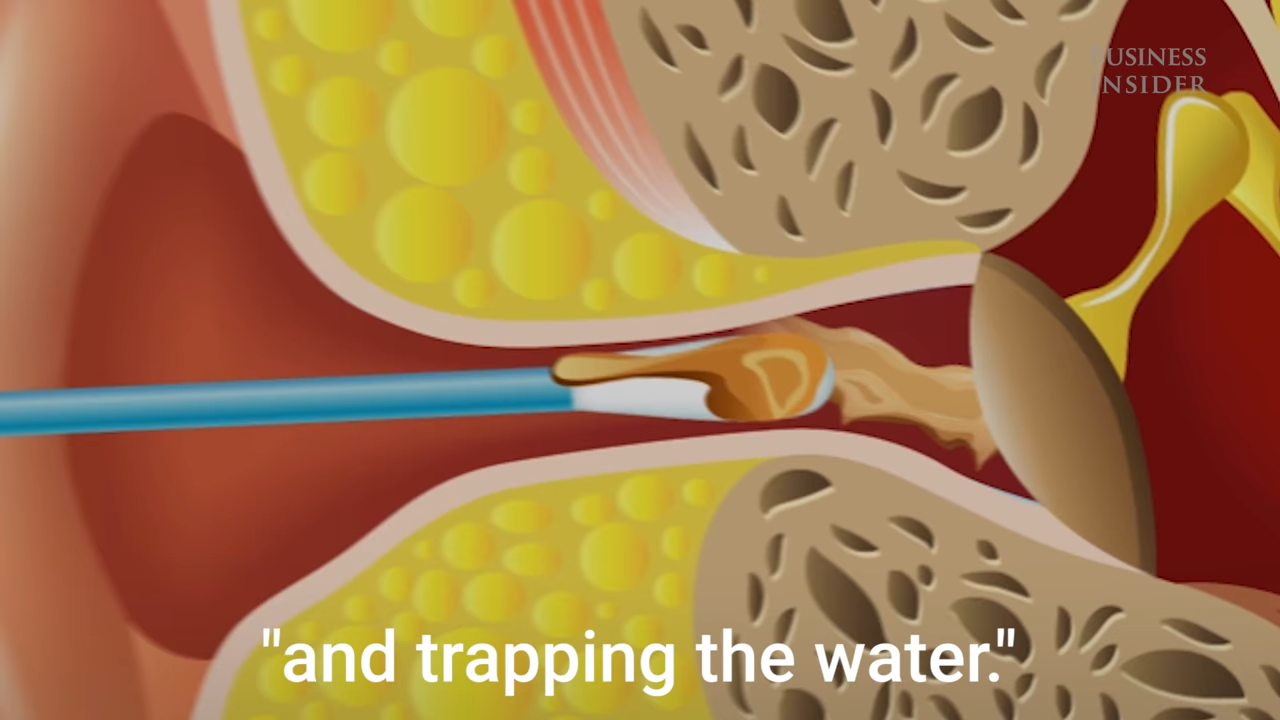 BUSINESS
INSIDER
"and trapping the water."